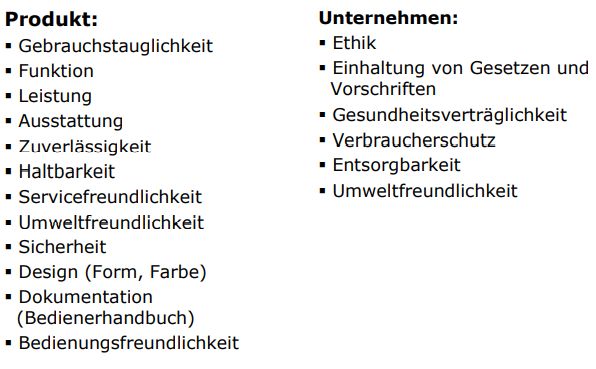 Produkt:
▪ Gebrauchstauglichkeit
▪ Funktion
▪ Leistung
▪ Ausstattung
▪ Zuverlässigkeit
▪ Haltbarkeit
▪ Servicefreundlichkeit
▪ Umweltfreundlichkeit
▪ Sicherheit
▪ Design (Form, Farbe)
▪ Dokumentation
(Bedienerhandbuch)
▪ Bedienungsfreundlichkeit
Unternehmen:
▪ Ethik
▪ Einhaltung von Gesetzen und
Vorschriften
▪ Gesundheitsverträglichkeit
▪ Verbraucherschutz
▪ Entsorgbarkeit
▪ Umweltfreundlichkeit